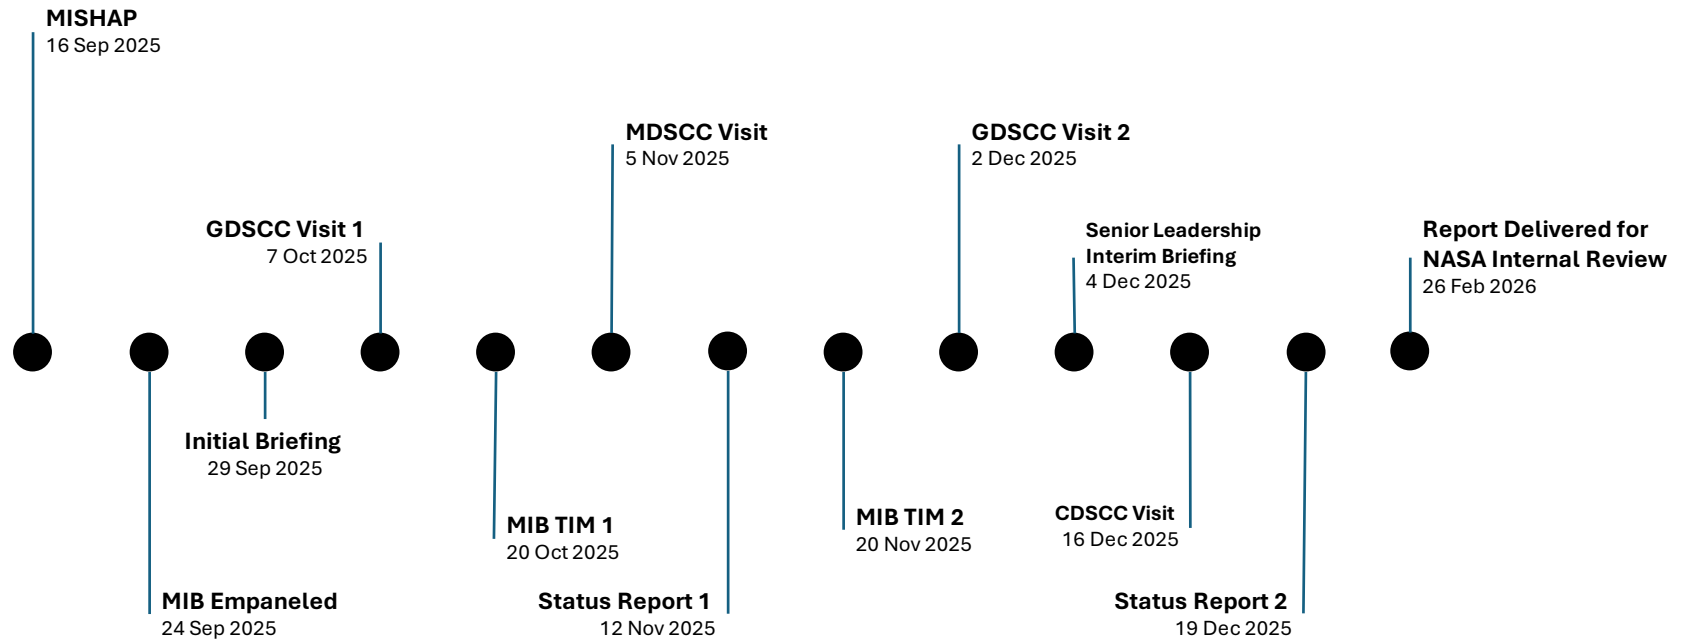 MISHAP
16 Sep 2025
MIB Empaneled
24 Sep 2025
Initial Briefing
29 Sep 2025
GDSCC Visit 1
7 Oct 2025
MIB TIM 1
20 Oct 2025
MDSCC Visit
5 Nov 2025
Status Report 1
12 Nov 2025
MIB TIM 2
20 Nov 2025
GDSCC Visit 2
2 Dec 2025
Senior Leadership
Interim Briefing
4 Dec 2025
CDSCC Visit
16 Dec 2025
Status Report 2
19 Dec 2025
Report Delivered for
NASA Internal Review
26 Feb 2026